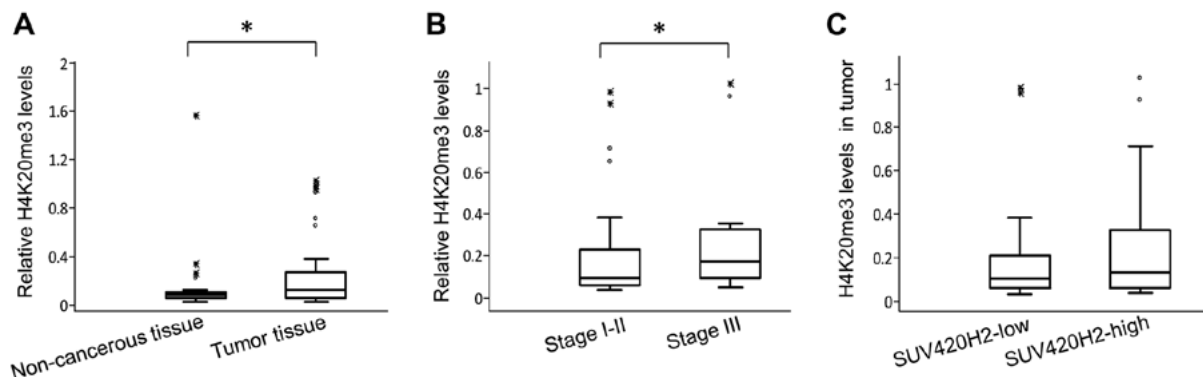 A
*
Relative H4K20me3 levels
2
1.6
1.2
0.8
0.4
0
Non-cancerous tissue
Tumor tissue
B
*
Relative H4K20me3 levels
1
0.8
0.6
0.4
0.2
0
Stage I-II
Stage III
C
H4K20me3 levels in tumor
1
0.8
0.6
0.4
0.2
0
SUV420H2-low
SUV420H2-high